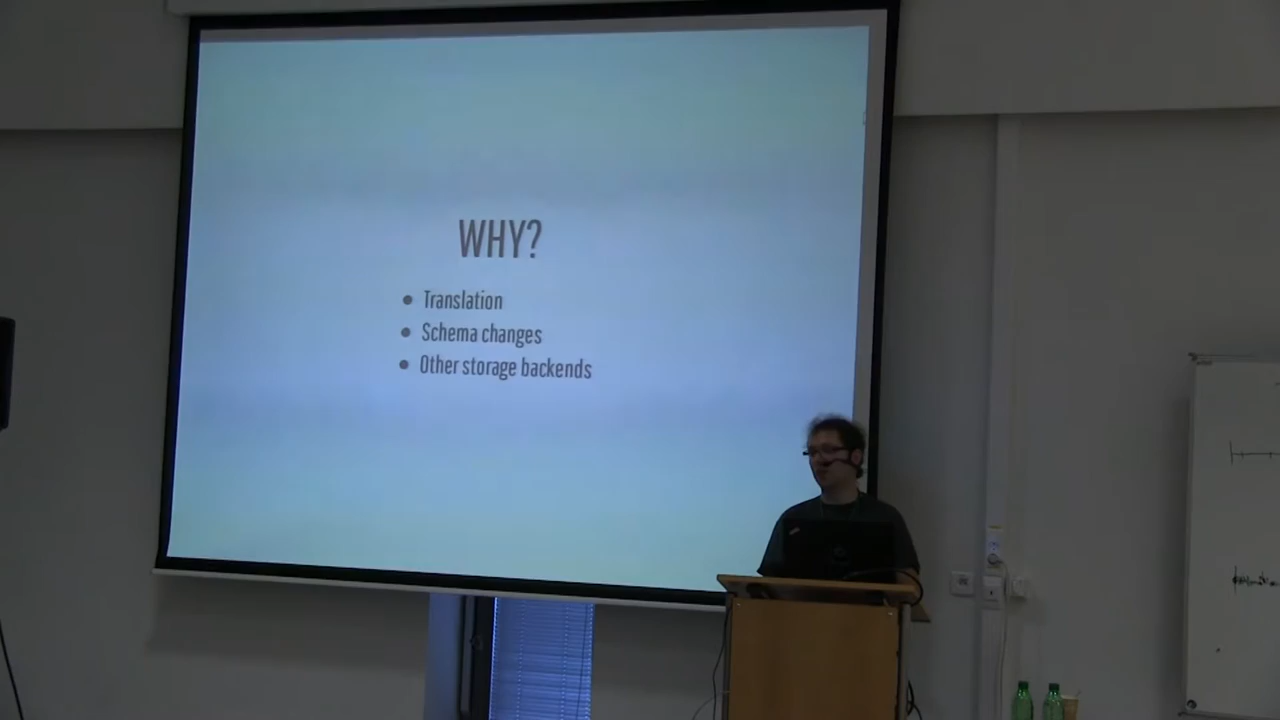 WHY?
Translation
Schema changes
Other storage backends